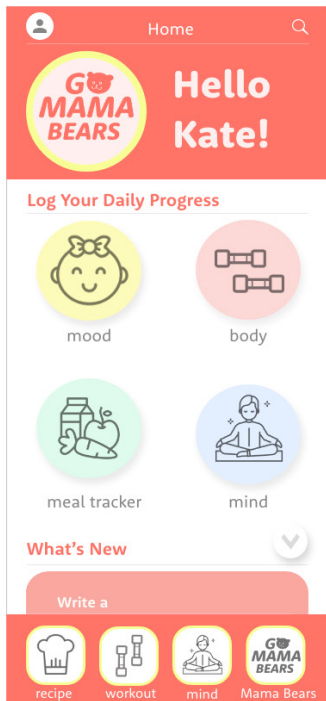 Home
GO
MAMA
BEARS
Hello
Kate!
Log Your Daily Progress
mood
body
meal tracker
mind
What's New
Write a
recipe
workout
mind
GO
MAMA
BEARS
Mama Bears